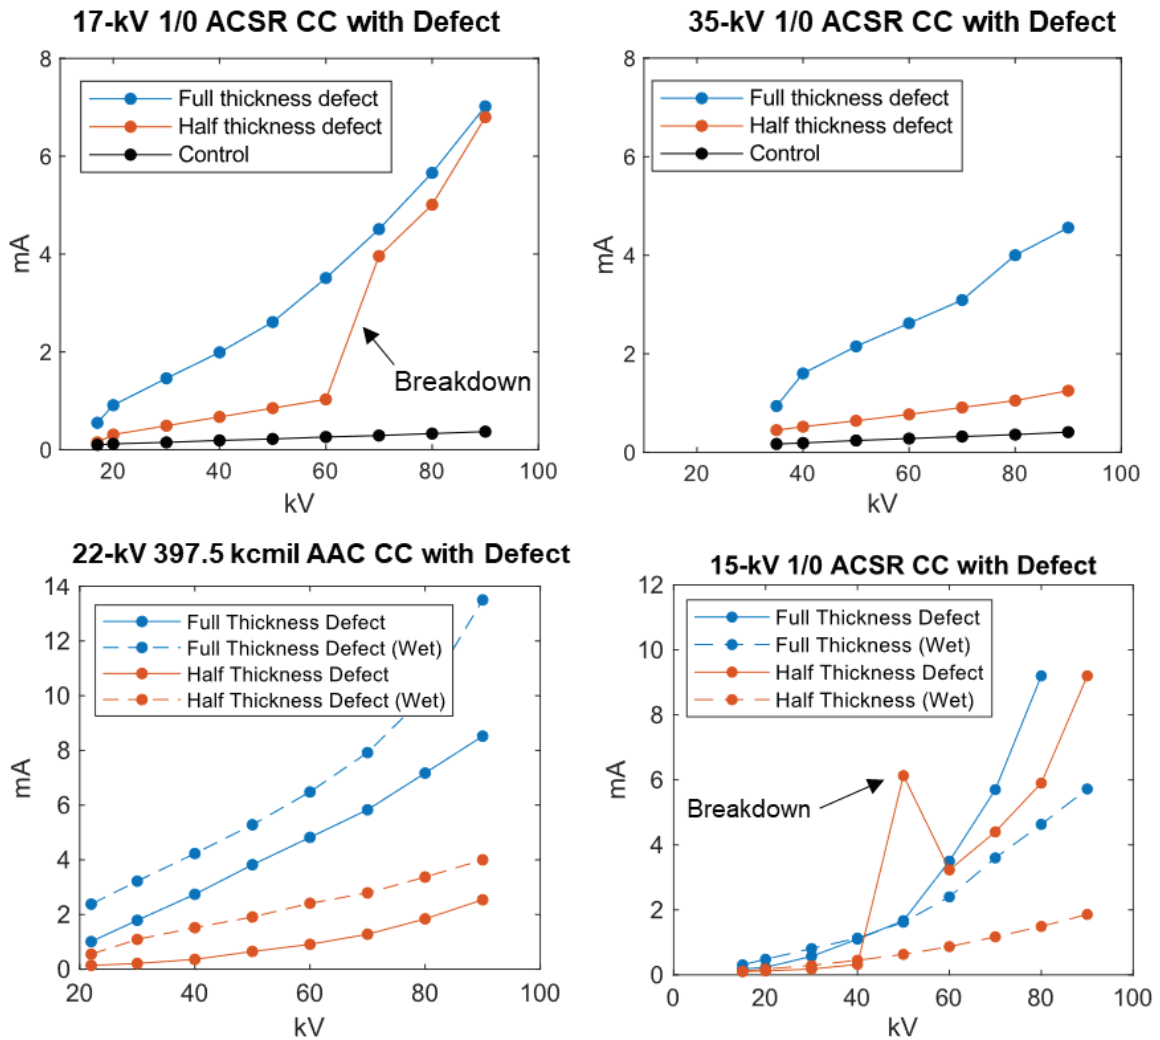 17-kV 1/0 ACSR CC with Defect
8
6
4
2
0
mA
Full thickness defect
Half thickness defect
Control
Breakdown
20
40
60
80
100
kV
35-kV 1/0 ACSR CC with Defect
8
6
4
2
0
mA
Full thickness defect
Half thickness defect
Control
20
40
60
80
100
kV
22-kV 397.5 kcmil AAC CC with Defect
14
12
10
8
6
4
2
0
mA
Full Thickness Defect
Full Thickness Defect (Wet)
Half Thickness Defect
Half Thickness Defect (Wet)
20
40
60
80
100
kV
15-kV 1/0 ACSR CC with Defect
12
10
8
6
4
2
0
mA
Full Thickness Defect
Full Thickness (Wet)
Half Thickness Defect
Half Thickness (Wet)
Breakdown
0
20
40
60
80
100
kV